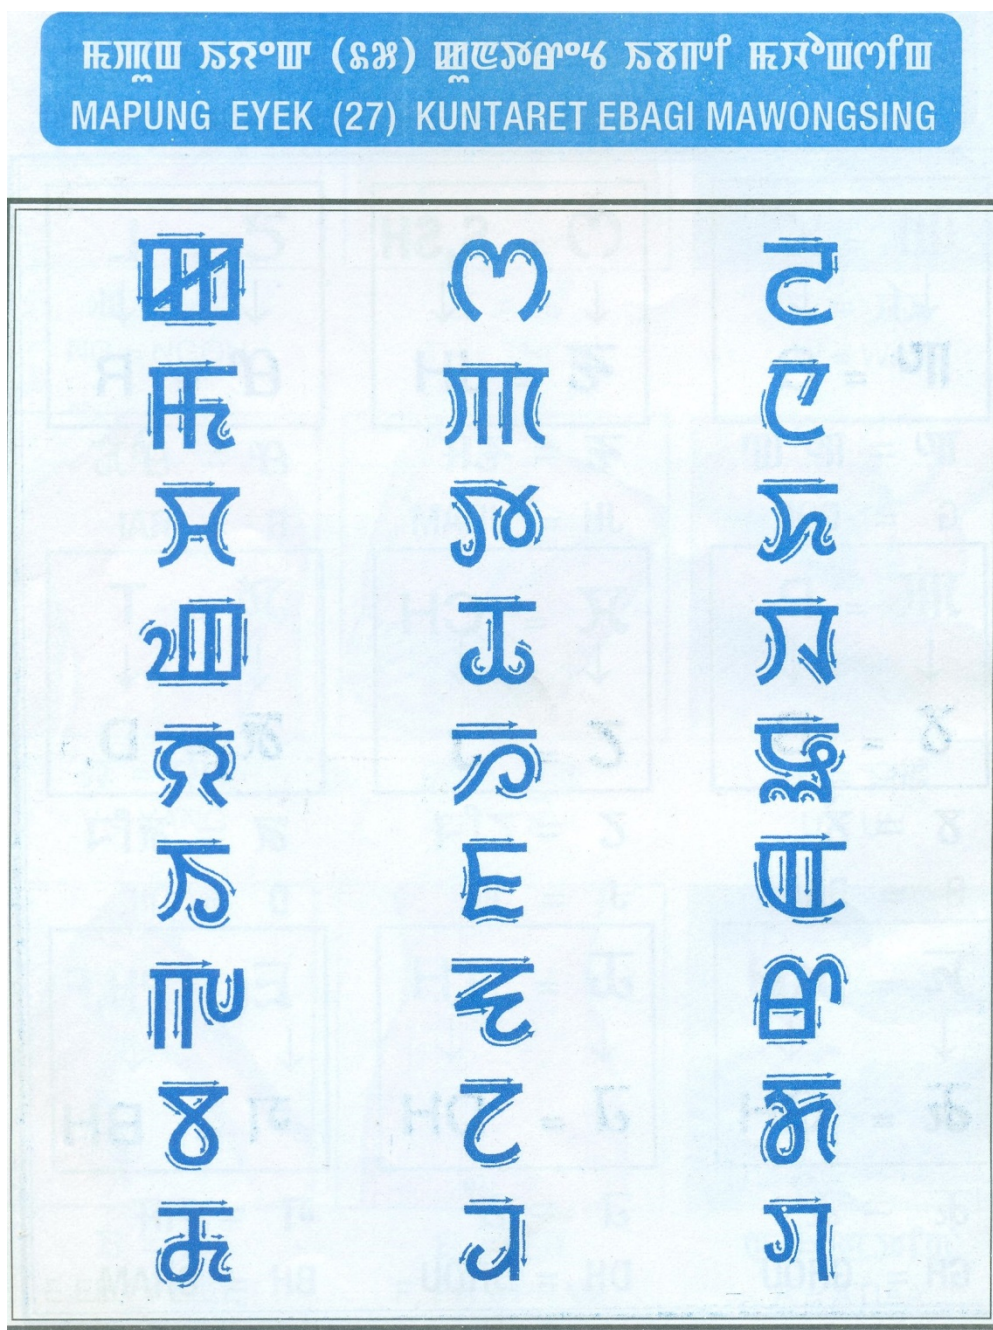 ꯃꯄꯨꯡ ꯏꯌꯦꯛ (꯲꯷) ꯀꯨꯟꯇꯔꯦꯠ ꯏꯕꯒꯤ ꯃꯋꯣꯡꯁꯤꯡ
MAPUNG EYEK (27) KUNTARET EBAGI MAWONGSING
ꯀ ꯁ ꯂ
ꯃ ꯄ ꯅ
ꯆ ꯇ ꯈ
ꯉ ꯊ ꯋ
ꯌ ꯍ ꯎ
ꯏ ꯐ ꯑ
ꯒ ꯓ ꯔ
ꯕ ꯖ ꯗ
ꯘ ꯙ ꯚ